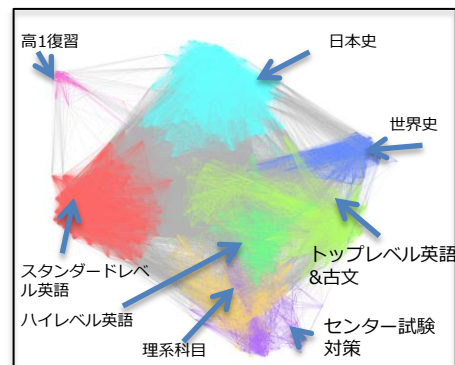 高1復習
日本史
世界史
トップレベル英語
&古文
スタンダードレベ
ル英語
ハイレベル英語
理系科目
センター試験
対策